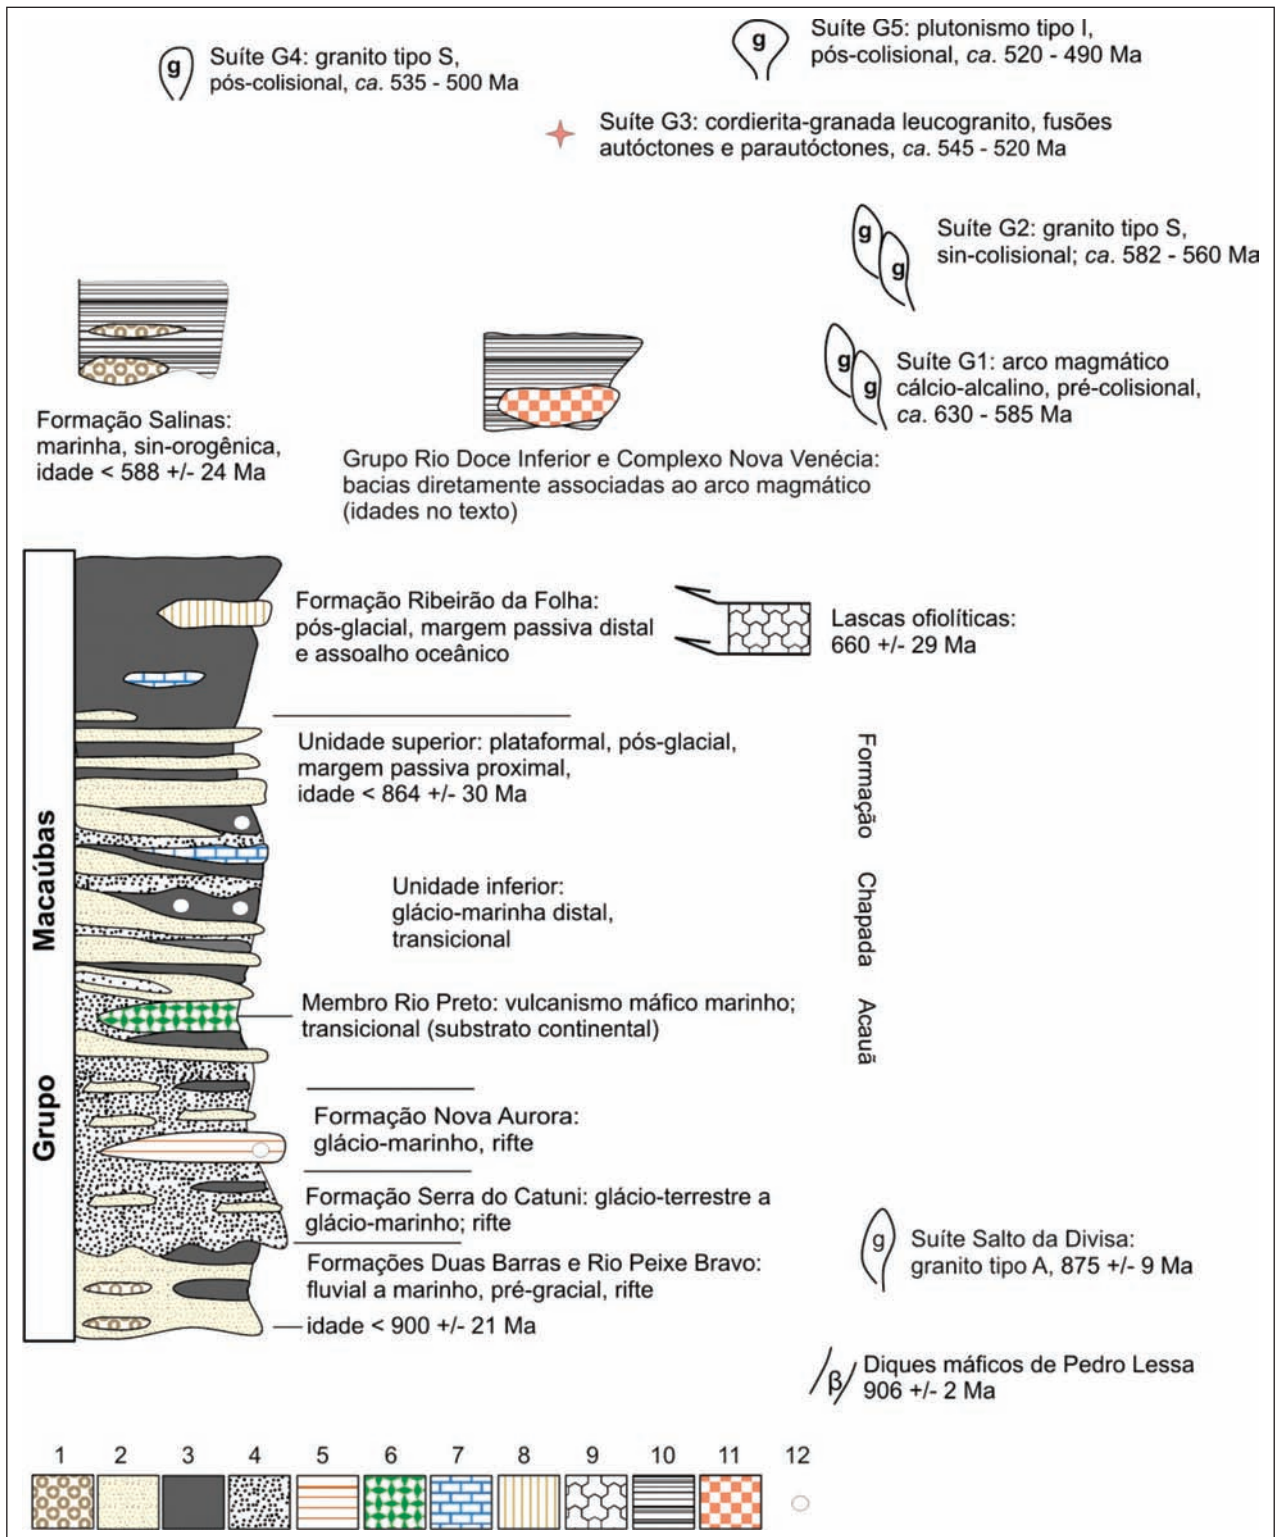 g
Suíte G4: granito tipo S,
pós-colisional, ca. 535 - 500 Ma
g
Suíte G5: plutonismo tipo I,
pós-colisional, ca. 520 - 490 Ma
Suíte G3: cordierita-granada leucogranito, fusões
autóctones e parautóctones, ca. 545 - 520 Ma
g
g
Suíte G2: granito tipo S,
sin-colisional; ca. 582 - 560 Ma
g
g
Suíte G1: arco magmático
cálcio-alcalino, pré-colisional,
ca. 630 - 585 Ma
Formação Salinas:
marinha, sin-orogênica,
idade < 588 +/- 24 Ma
Grupo Rio Doce Inferior e Complexo Nova Venécia:
bacias diretamente associadas ao arco magmático
(idades no texto)
Grupo Macaúbas
Formação Ribeirão da Folha:
pós-glacial, margem passiva distal
e assoalho oceânico
Lascas ofiolíticas:
660 +/- 29 Ma
Unidade superior: plataformal, pós-glacial,
margem passiva proximal,
idade < 864 +/- 30 Ma
Formação Chapada Acauã
Unidade inferior:
glácio-marinha distal,
transicional
Membro Rio Preto: vulcanismo máfico marinho;
transicional (substrato continental)
Formação Nova Aurora:
glácio-marinho, rifte
Formação Serra do Catuni: glácio-terrestre a
glácio-marinho; rifte
Formações Duas Barras e Rio Peixe Bravo:
fluvial a marinho, pré-gracial, rifte
idade < 900 +/- 21 Ma
g
Suíte Salto da Divisa:
granito tipo A, 875 +/- 9 Ma
β
Diques máficos de Pedro Lessa
906 +/- 2 Ma
1 2 3 4 5 6 7 8 9 10 11 12